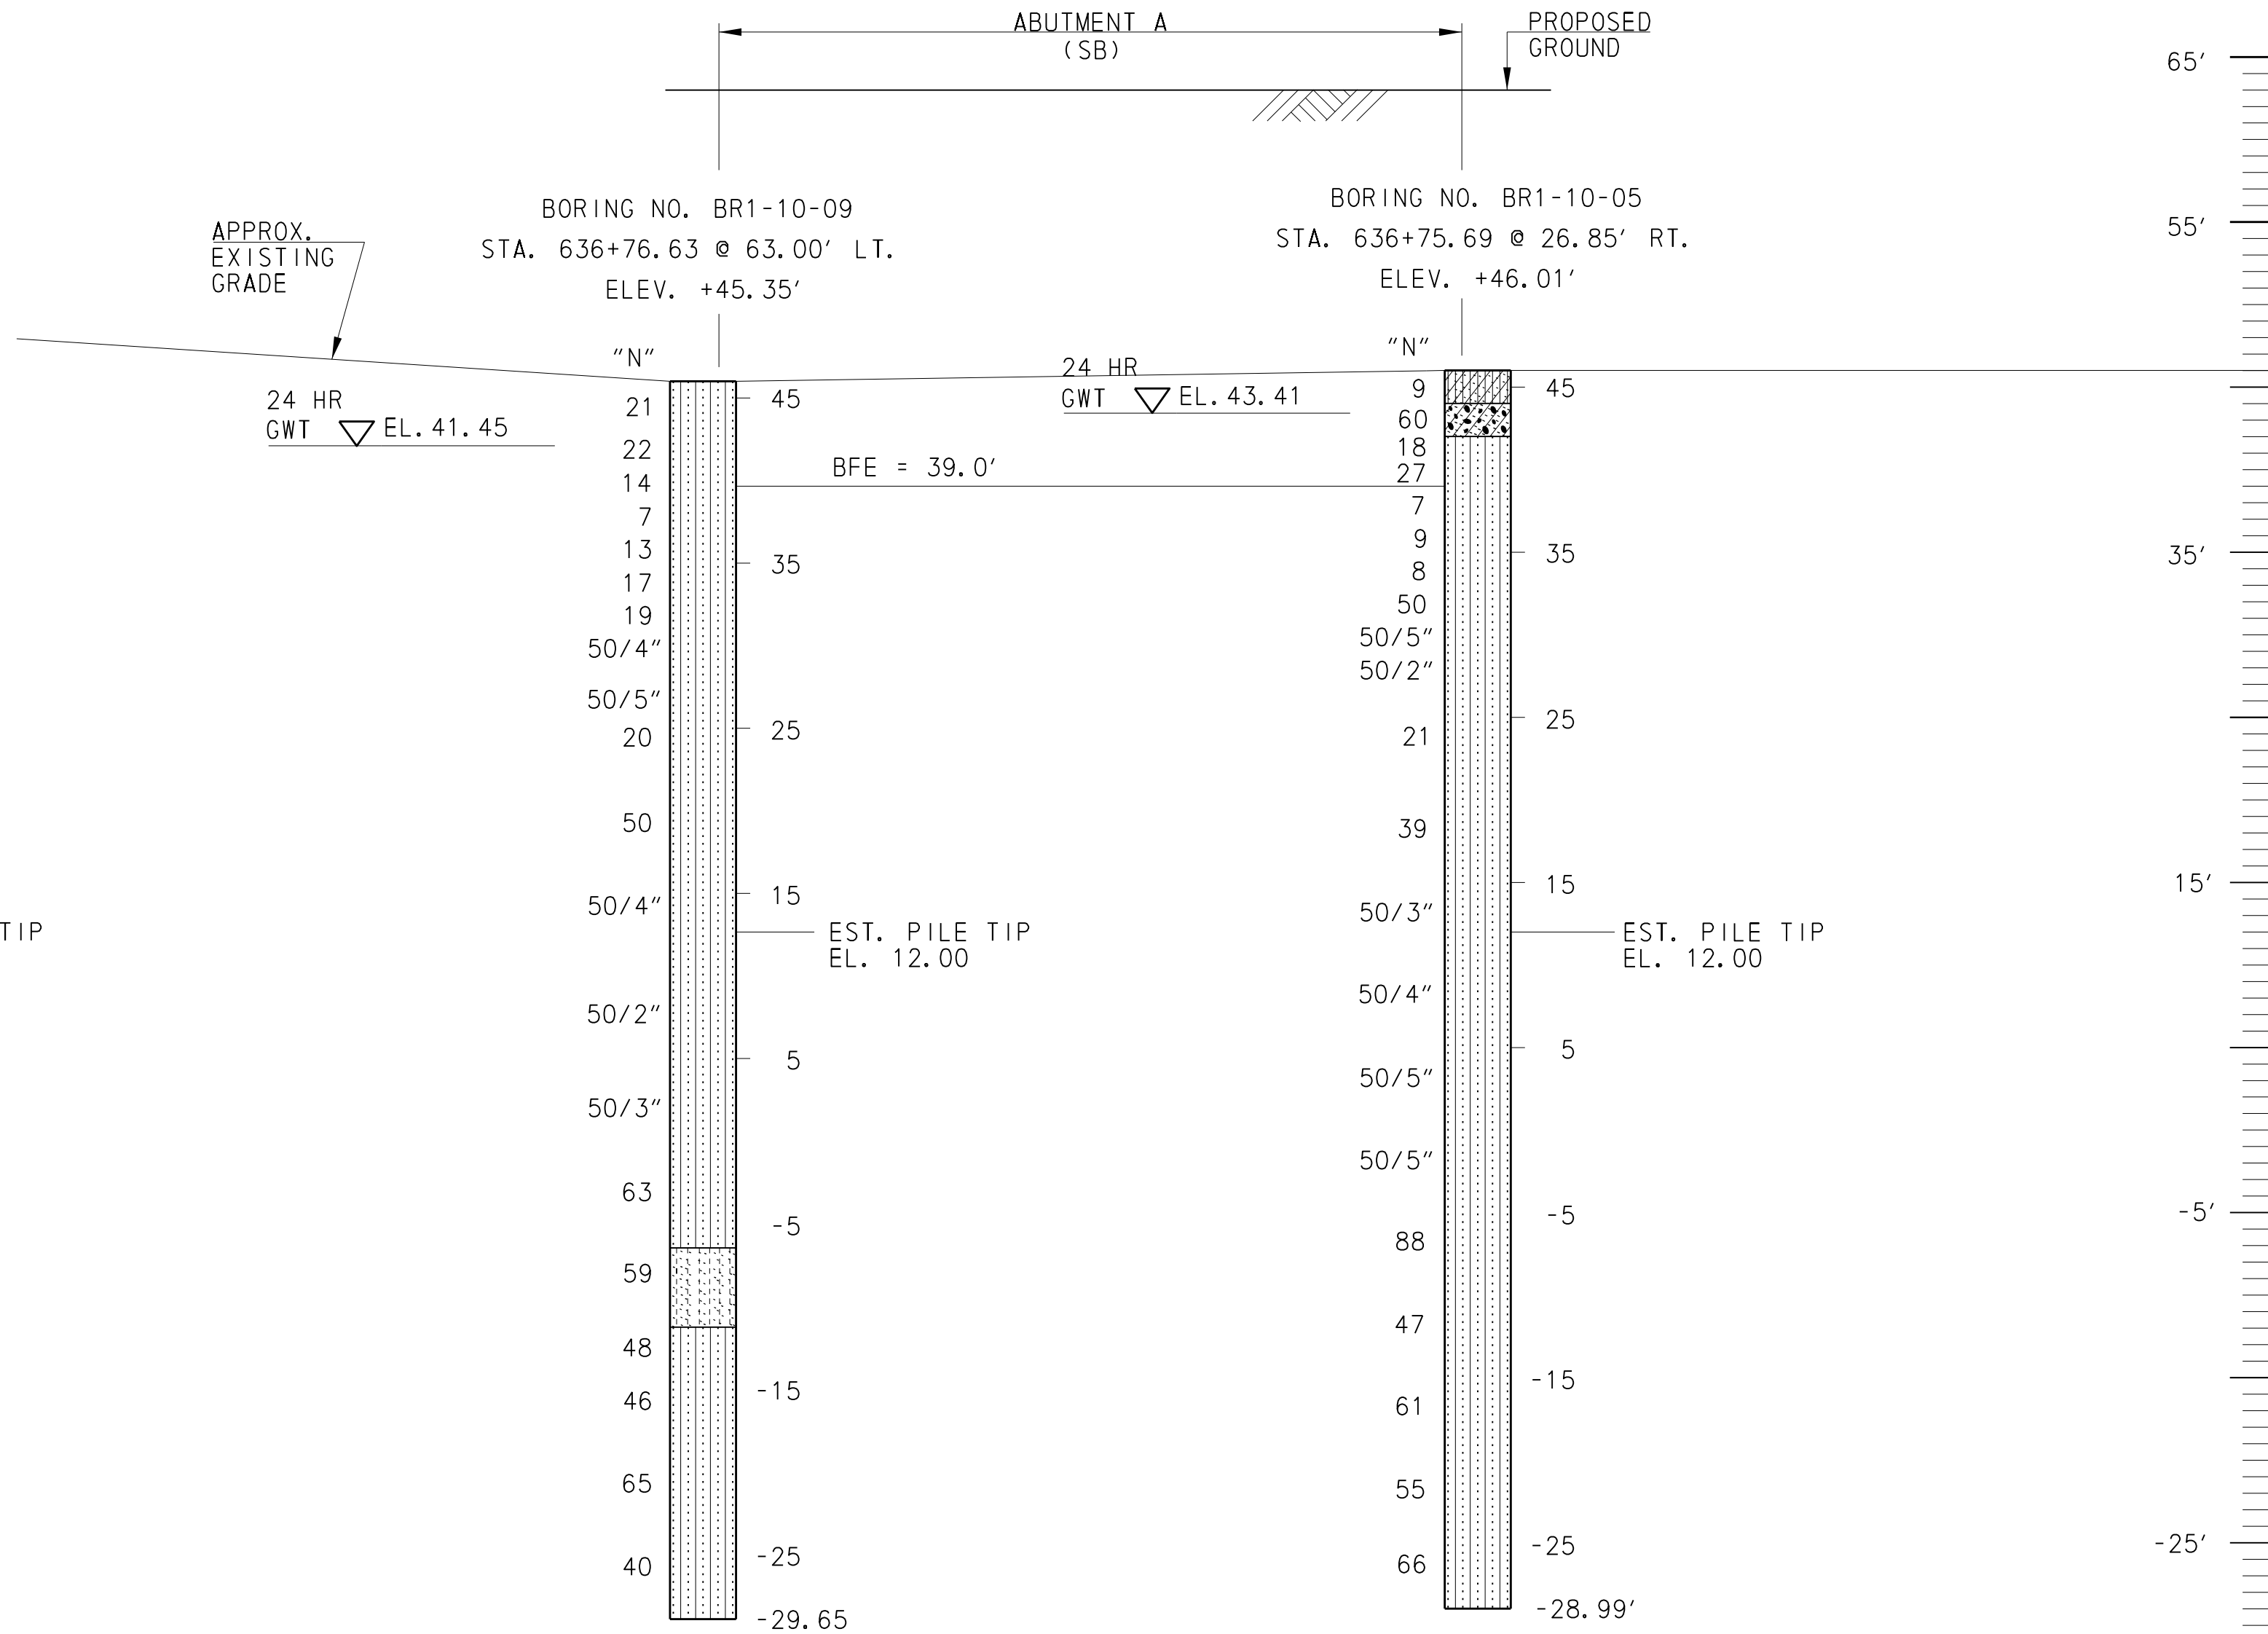 ABUTMENT A
(SB)
PROPOSED
GROUND
APPROX.
EXISTING
GRADE
BORING NO. BR1-10-09
STA. 636+76.63 @ 63.00' LT.
ELEV. +45.35'
BORING NO. BR1-10-05
STA. 636+75.69 @ 26.85' RT.
ELEV. +46.01'
24 HR
GWT EL.41.45
"N"
21
22
14
7
13
17
19
50/4"
50/5"
20
50
50/4"
50/2"
50/3"
63
59
48
46
65
40
45
35
25
15
5
-5
-15
-25
-29.65
TIP
EST. PILE TIP
EL. 12.00
24 HR
GWT EL.43.41
BFE = 39.0'
"N"
9
60
18
27
7
9
8
50
50/5"
50/2"
21
39
50/3"
50/4"
50/5"
50/5"
88
47
61
55
66
45
35
25
15
5
-5
-15
-25
-28.99'
EST. PILE TIP
EL. 12.00
65'
55'
35'
15'
-5'
-25'